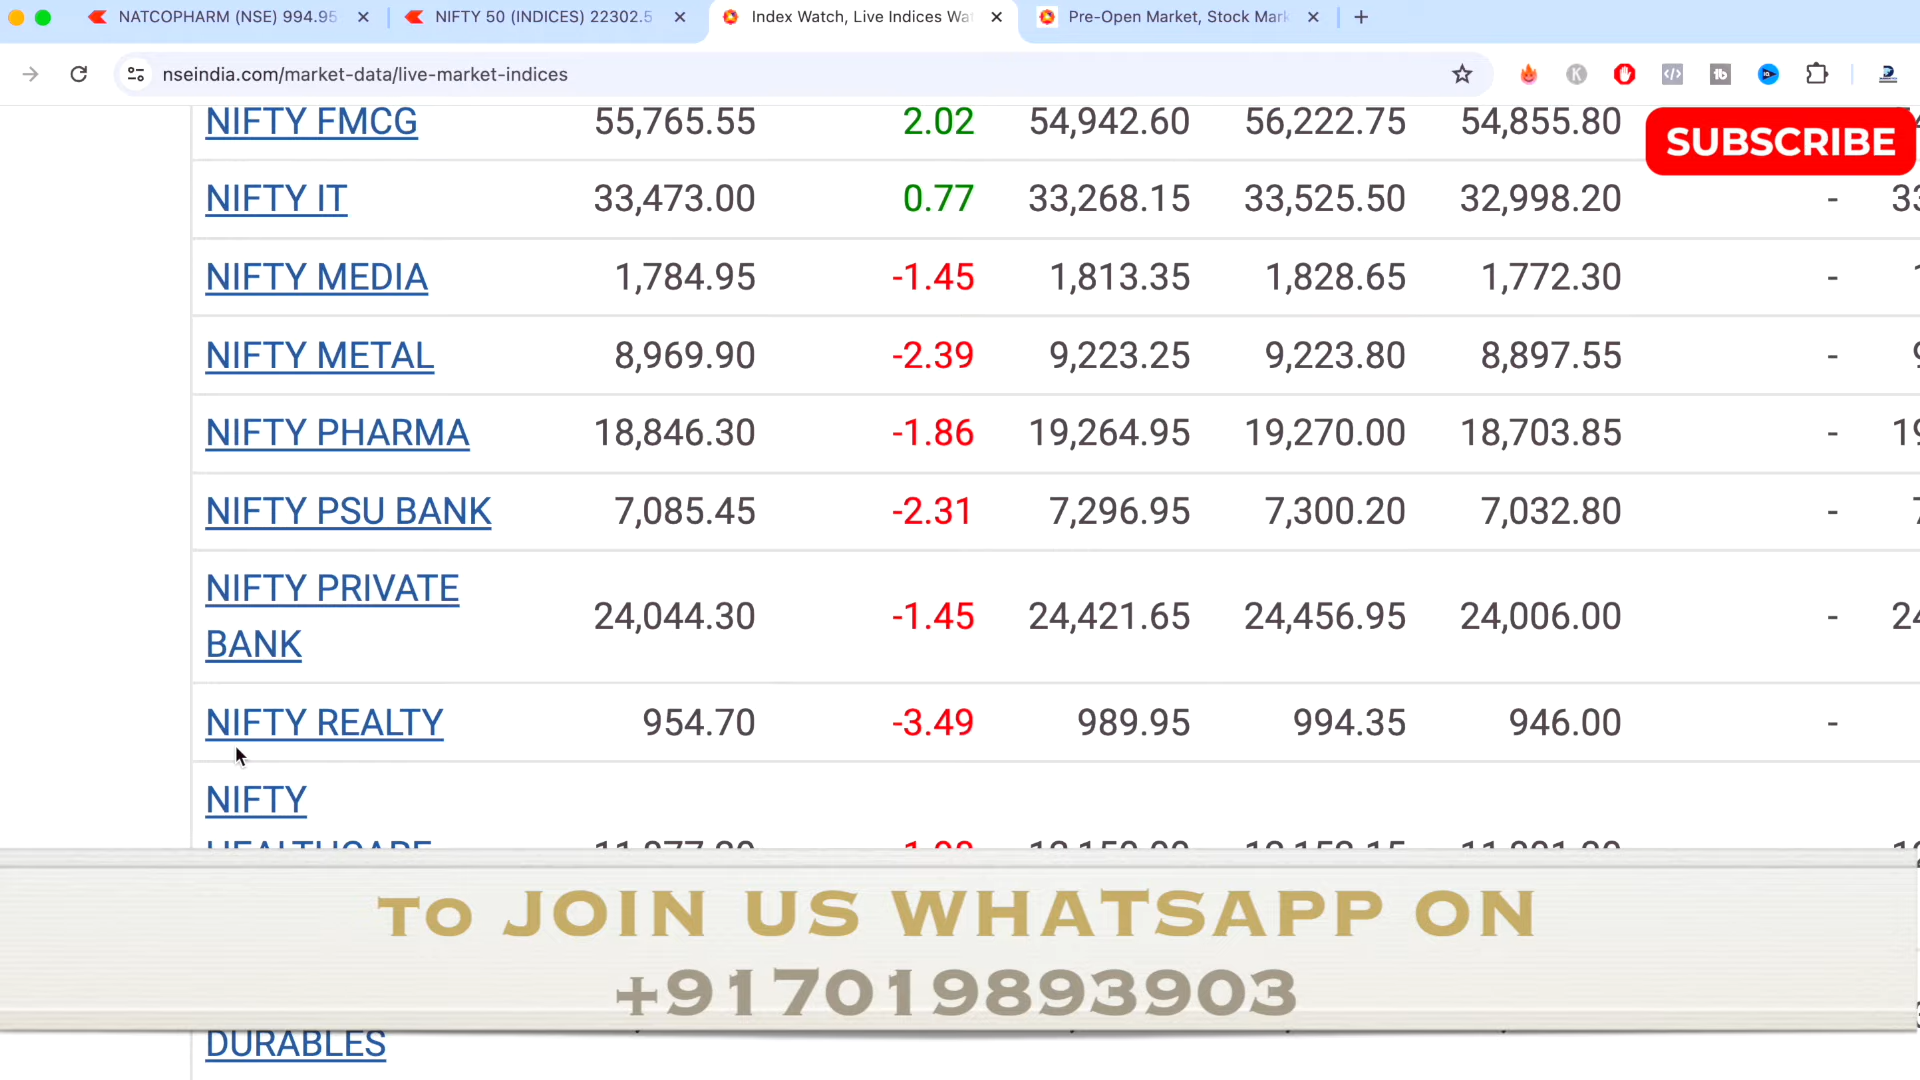 NATCOPHARM (NSE) 994.95
NIFTY 50 (INDICES) 22302.5
Index Watch, Live Indices Wat
Pre-Open Market, Stock Mark
nseindia.com/market-data/live-market-indices
SUBSCRIBE
NIFTY FMCG 55,765.55 2.02 54,942.60 56,222.75 54,855.80
NIFTY IT 33,473.00 0.77 33,268.15 33,525.50 32,998.20 - 33
NIFTY MEDIA 1,784.95 -1.45 1,813.35 1,828.65 1,772.30 - 1
NIFTY METAL 8,969.90 -2.39 9,223.25 9,223.80 8,897.55 - 9
NIFTY PHARMA 18,846.30 -1.86 19,264.95 19,270.00 18,703.85 - 19
NIFTY PSU BANK 7,085.45 -2.31 7,296.95 7,300.20 7,032.80 - 7
NIFTY PRIVATE
BANK 24,044.30 -1.45 24,421.65 24,456.95 24,006.00 - 24
NIFTY REALTY 954.70 -3.49 989.95 994.35 946.00 -
NIFTY
HEALTHCARE
To JOIN US WHATSAPP ON
+917019893903
DURABLES